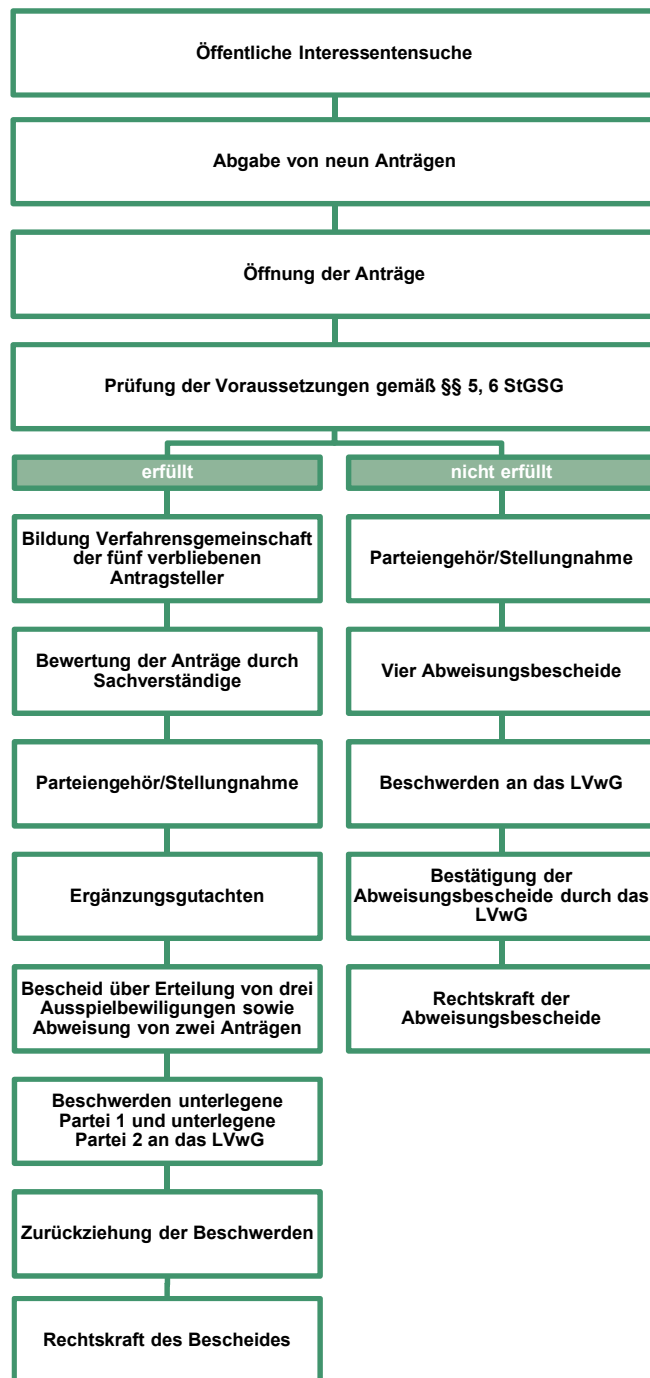 Öffentliche Interessentensuche
Abgabe von neun Anträgen
Öffnung der Anträge
Prüfung der Voraussetzungen gemäß §§ 5, 6 StGSG
erfüllt
Bildung Verfahrensgemeinschaft
der fünf verbliebenen
Antragsteller
Bewertung der Anträge durch
Sachverständige
Parteiengehör/Stellungnahme
Ergänzungsgutachten
Bescheid über Erteilung von drei
Ausspielbewiligungen sowie
Abweisung von zwei Anträgen
Beschwerden unterlegene
Partei 1 und unterlegene
Partei 2 an das LVwG
Zurückziehung der Beschwerden
Rechtskraft des Bescheides
nicht erfüllt
Parteiengehör/Stellungnahme
Vier Abweisungsbescheide
Beschwerden an das LVwG
Bestätigung der
Abweisungsbescheide durch das
LVwG
Rechtskraft der
Abweisungsbescheide